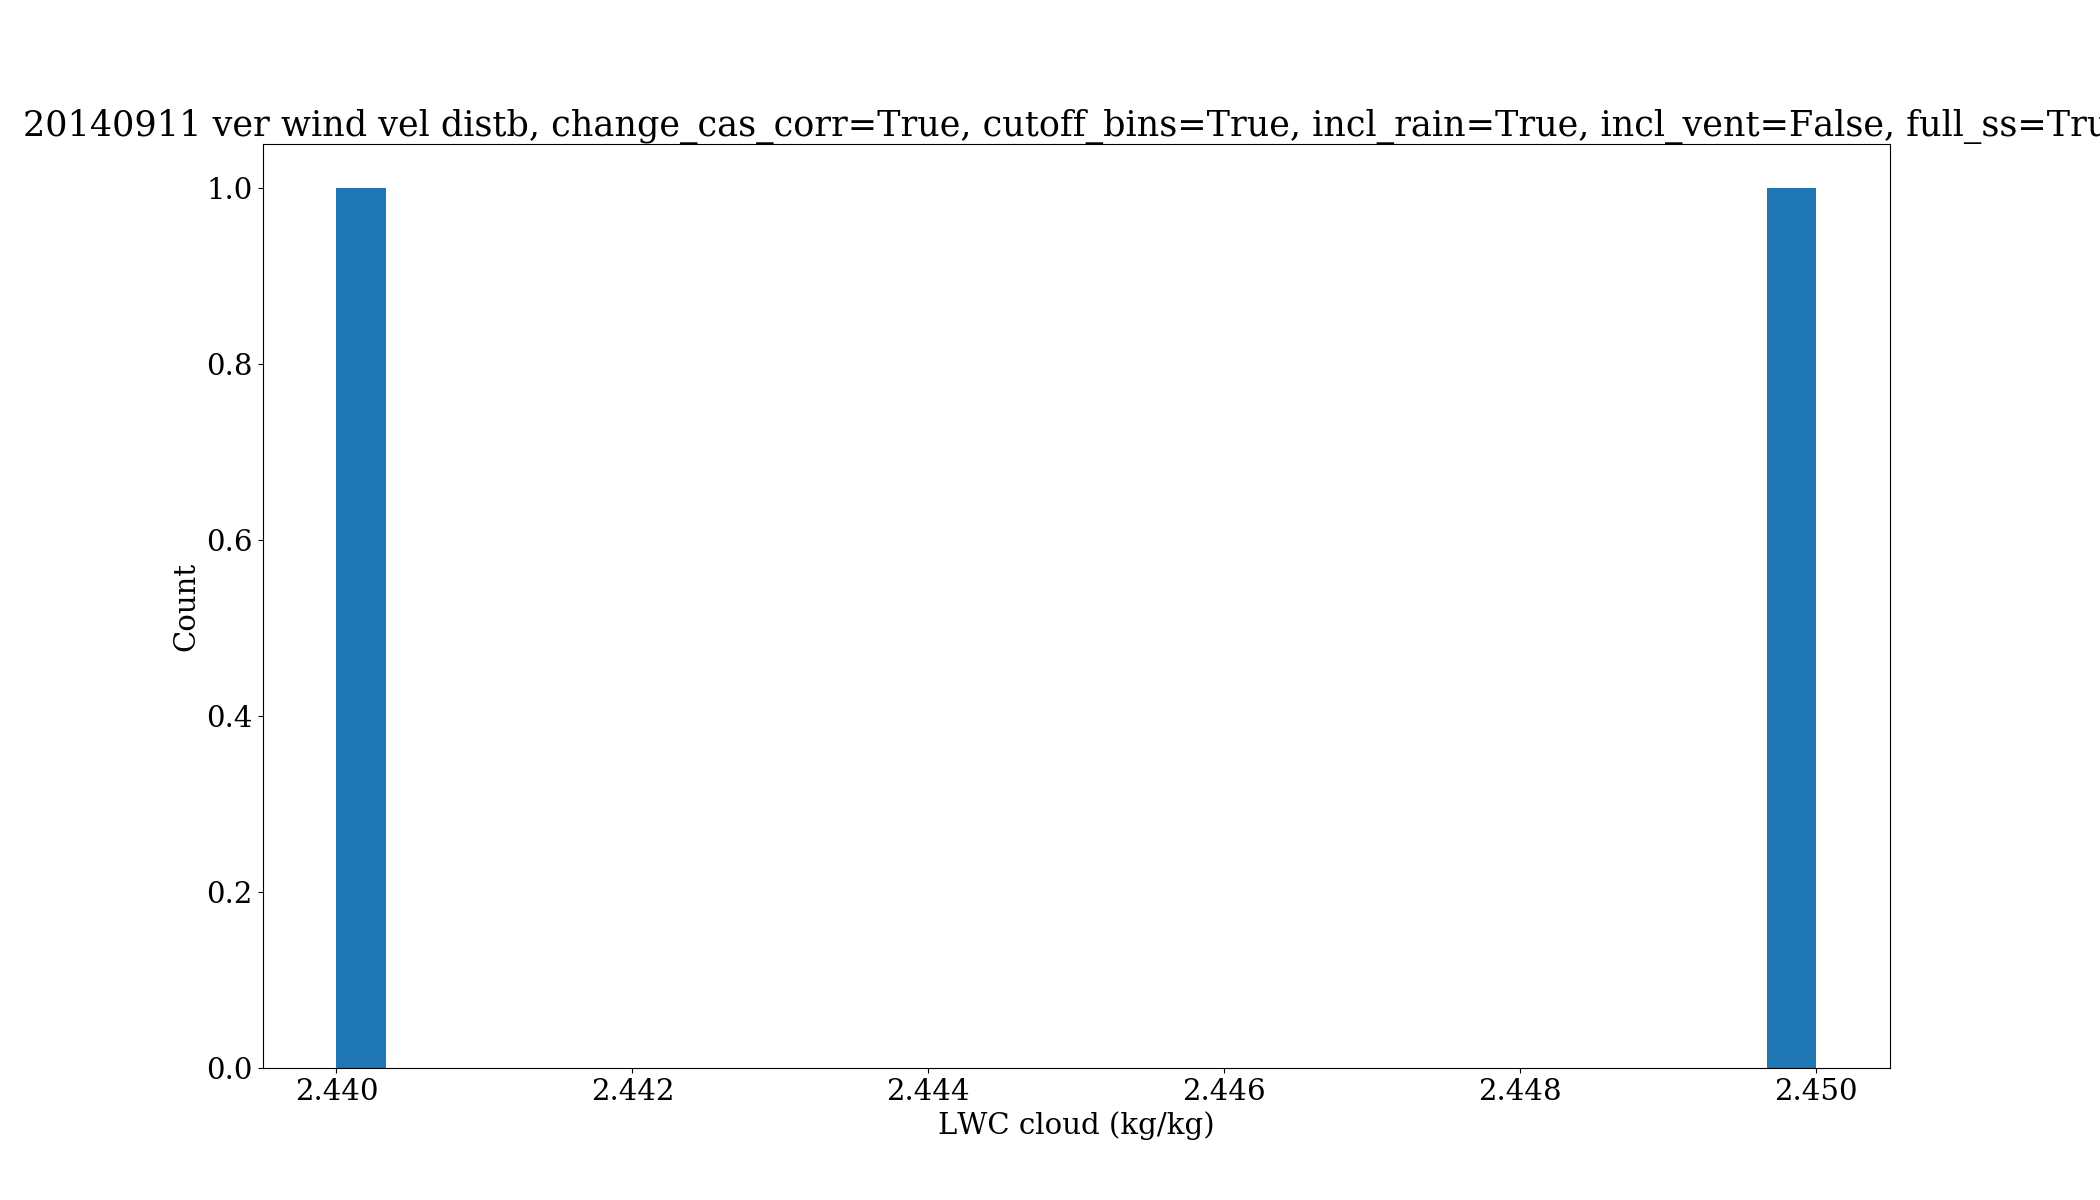 20140911 ver wind vel distb, change_cas_corr=True, cutoff_bins=True, incl_rain=True, incl_vent=False, full_ss=Tru
1.0
0.8
0.6
0.4
0.2
0.0
Count
2.440 2.442 2.444 2.446 2.448 2.450
LWC cloud (kg/kg)